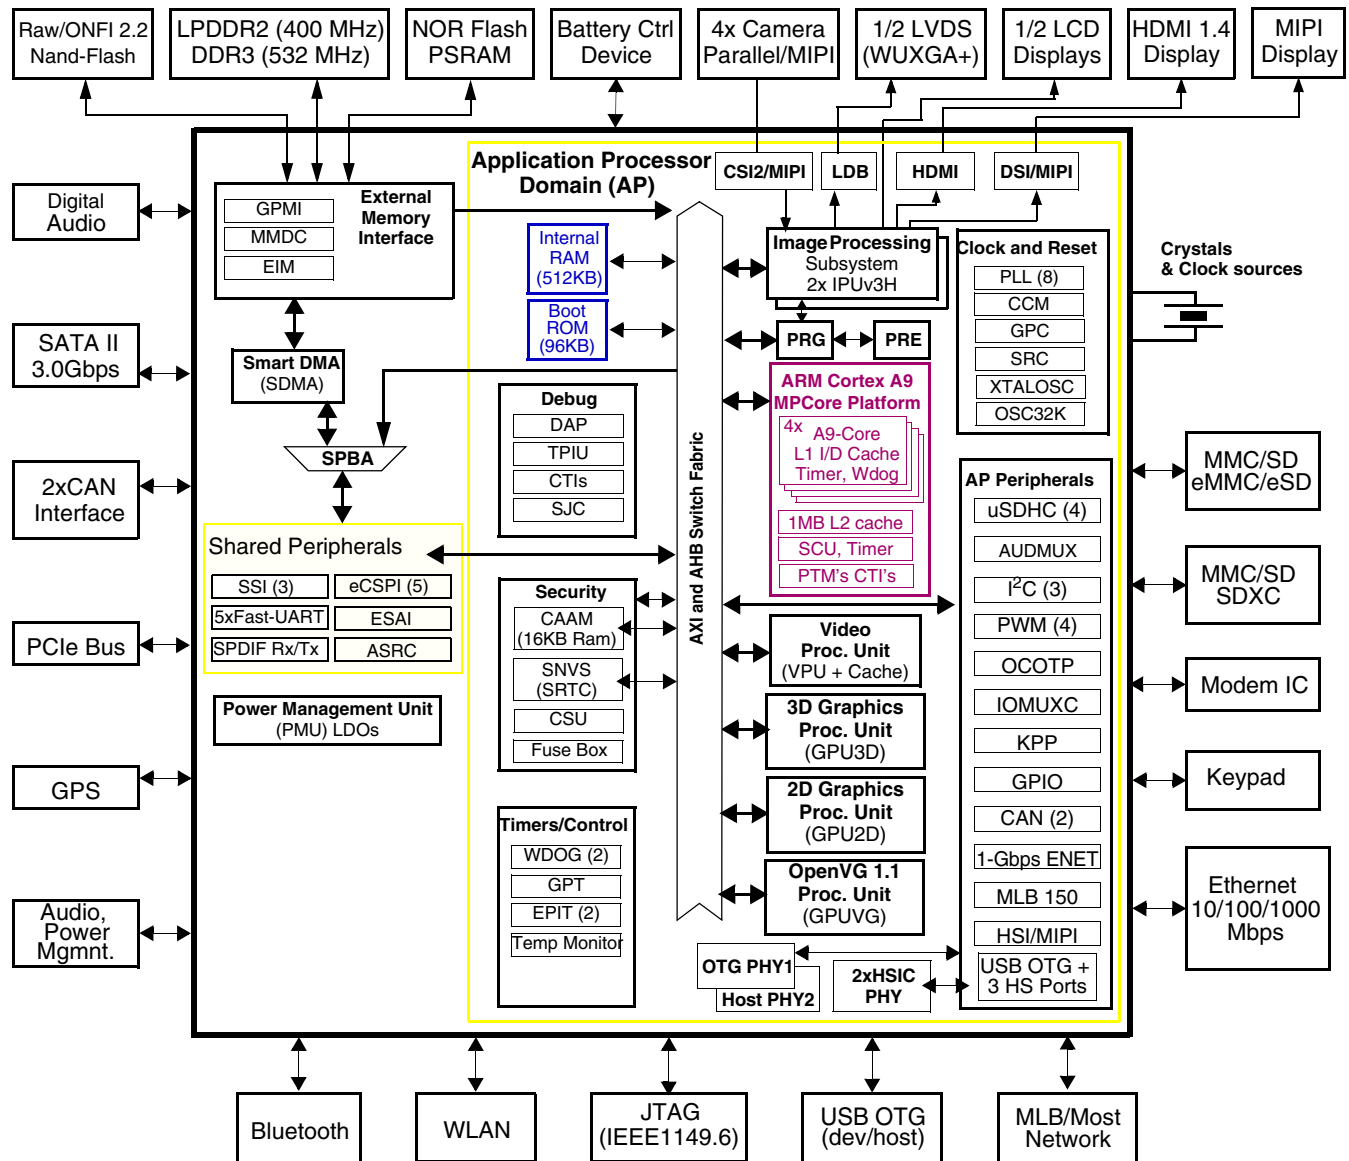 Raw/ONFI 2.2
Nand-Flash
LPDDR2 (400 MHz)
DDR3 (532 MHz)
NOR Flash
PSRAM
Battery Ctrl
Device
4x Camera
Parallel/MIPI
1/2 LVDS
(WUXGA+)
1/2 LCD
Displays
HDMI 1.4
Display
MIPI
Display
Digital
Audio
SATA II
3.0Gbps
2xCAN
Interface
PCIe Bus
GPS
Audio,
Power
Mgmnt.
External
Memory
Interface
GPMI
MMDC
EIM
Smart DMA
(SDMA)
SPBA
Shared Peripherals
SSI (3)
eCSPI (5)
5xFast-UART
ESAI
SPDIF Rx/Tx
ASRC
Power Management Unit
(PMU) LDOs
Application Processor
Domain (AP)
Internal
RAM
(512KB)
Boot
ROM
(96KB)
Debug
DAP
TPIU
CTIs
SJC
Security
CAAM
(16KB Ram)
SNVS
(SRTC)
CSU
Fuse Box
Timers/Control
WDOG (2)
GPT
EPIT (2)
Temp Monitor
AXI and AHB Switch Fabric
CSI2/MIPI
LDB
HDMI
DSI/MIPI
Image Processing
Subsystem
2x IPUv3H
PRG
PRE
ARM Cortex A9
MPCore Platform
4x
A9-Core
L1 I/D Cache
Timer, Wdog
1MB L2 cache
SCU, Timer
PTM's CTI's
Video
Proc. Unit
(VPU + Cache)
3D Graphics
Proc. Unit
(GPU3D)
2D Graphics
Proc. Unit
(GPU2D)
OpenVG 1.1
Proc. Unit
(GPUVG)
OTG PHY1
Host PHY2
2xHSIC
PHY
Clock and Reset
PLL (8)
CCM
GPC
SRC
XTALOSC
OSC32K
AP Peripherals
uSDHC (4)
AUDMUX
I²C (3)
PWM (4)
OCOTP
IOMUXC
KPP
GPIO
CAN (2)
1-Gbps ENET
MLB 150
HSI/MIPI
USB OTG +
3 HS Ports
Crystals
& Clock sources
MMC/SD
eMMC/eSD
MMC/SD
SDXC
Modem IC
Keypad
Ethernet
10/100/1000
Mbps
Bluetooth
WLAN
JTAG
(IEEE1149.6)
USB OTG
(dev/host)
MLB/Most
Network